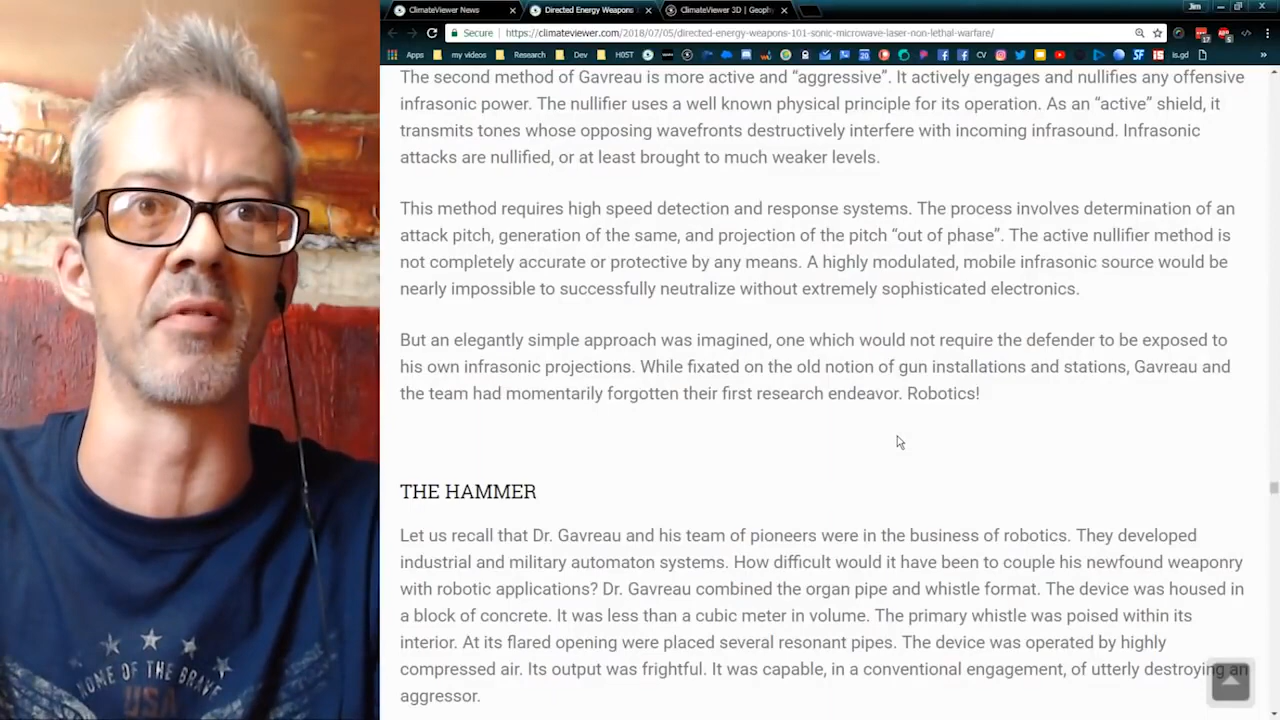 ClimateViewer News
Directed Energy Weapons
ClimateViewer 3D | Geoph
Jim
Secure
https://climateviewer.com/2018/07/05/directed-energy-weapons-101-sonic-microwave-laser-non-lethal-warfare/
Apps my videos Research Dev H05T CV is.gd
The second method of Gavreau is more active and “aggressive”. It actively engages and nullifies any offensive
infrasonic power. The nullifier uses a well known physical principle for its operation. As an “active” shield, it
transmits tones whose opposing wavefronts destructively interfere with incoming infrasound. Infrasonic
attacks are nullified, or at least brought to much weaker levels.
This method requires high speed detection and response systems. The process involves determination of an
attack pitch, generation of the same, and projection of the pitch “out of phase”. The active nullifier method is
not completely accurate or protective by any means. A highly modulated, mobile infrasonic source would be
nearly impossible to successfully neutralize without extremely sophisticated electronics.
But an elegantly simple approach was imagined, one which would not require the defender to be exposed to
his own infrasonic projections. While fixated on the old notion of gun installations and stations, Gavreau and
the team had momentarily forgotten their first research endeavor. Robotics!
THE HAMMER
Let us recall that Dr. Gavreau and his team of pioneers were in the business of robotics. They developed
industrial and military automaton systems. How difficult would it have been to couple his newfound weaponry
with robotic applications? Dr. Gavreau combined the organ pipe and whistle format. The device was housed in
a block of concrete. It was less than a cubic meter in volume. The primary whistle was poised within its
interior. At its flared opening were placed several resonant pipes. The device was operated by highly
compressed air. Its output was frightful. It was capable, in a conventional engagement, of utterly destroying an
aggressor.
HOME OF THE BRAVE
USA